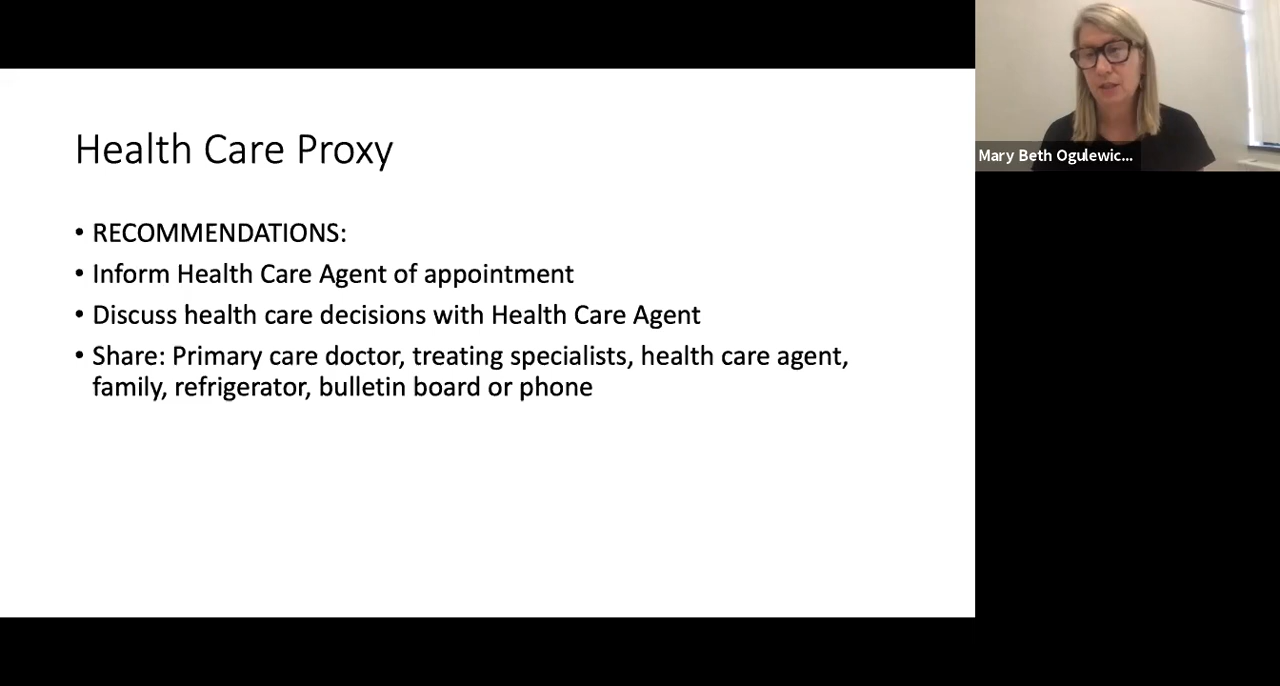 Health Care Proxy
• RECOMMENDATIONS:
• Inform Health Care Agent of appointment
• Discuss health care decisions with Health Care Agent
• Share: Primary care doctor, treating specialists, health care agent,
family, refrigerator, bulletin board or phone
Mary Beth Ogulewic...